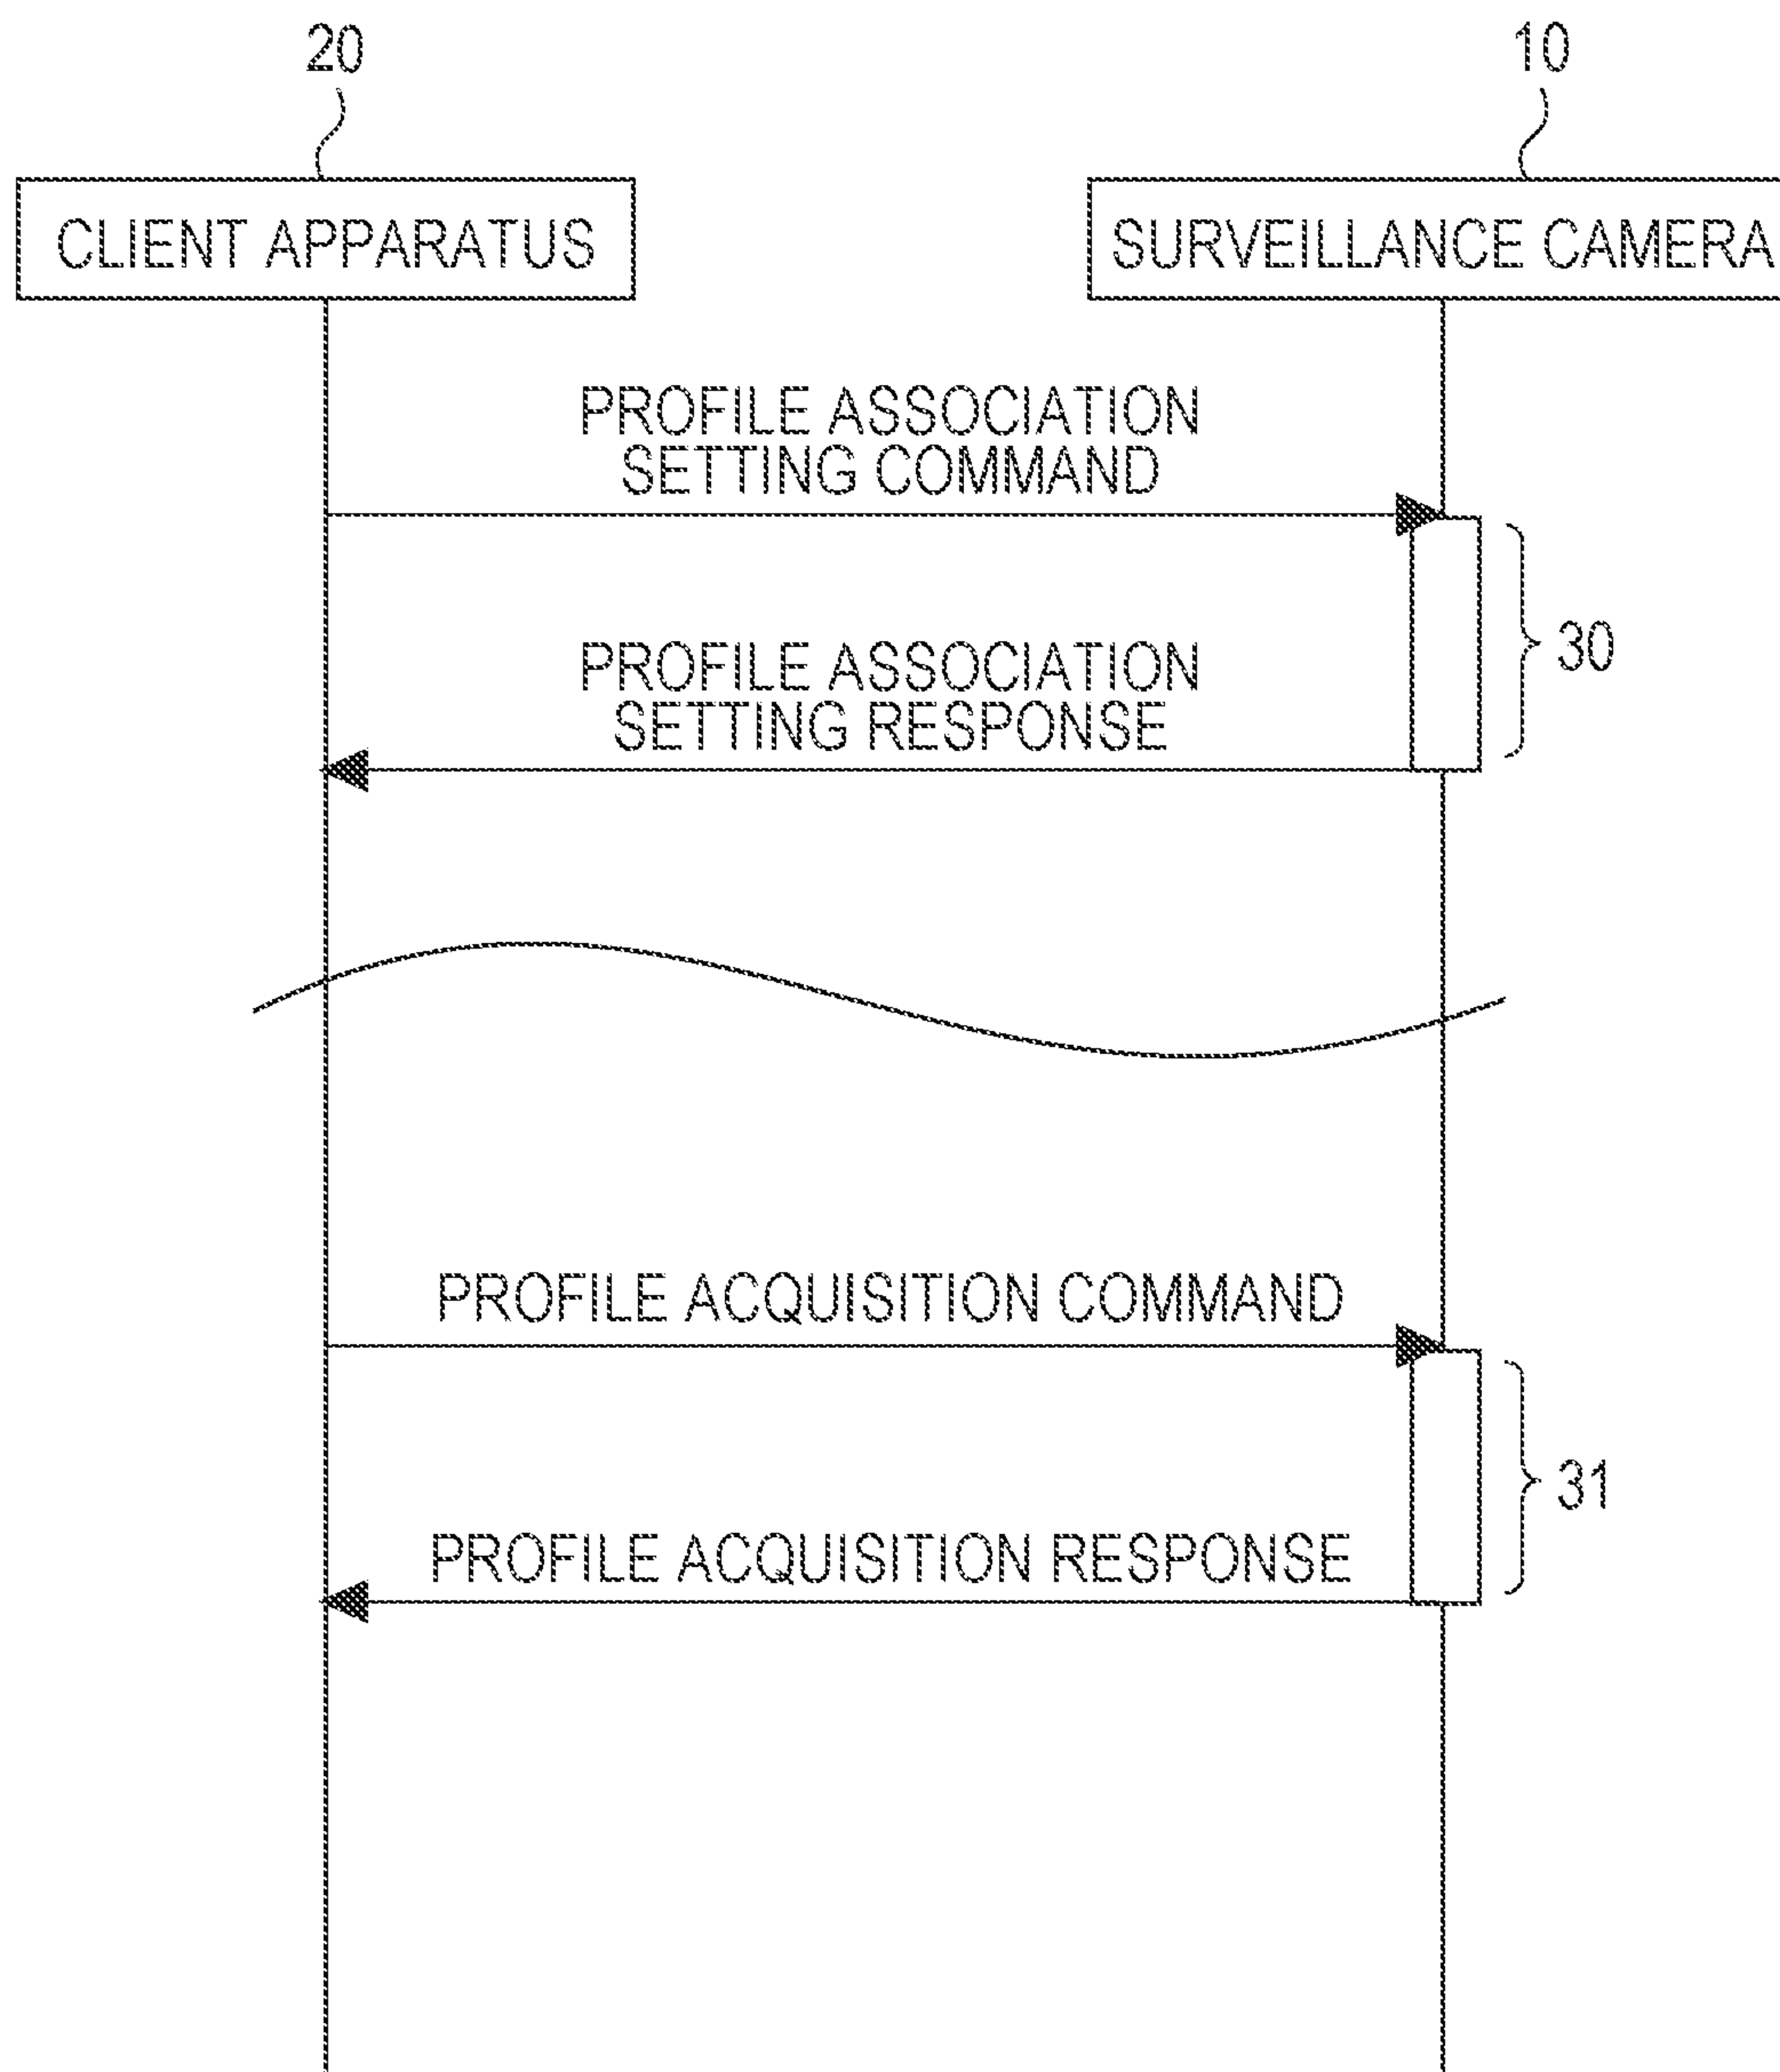 20
10
CLIENT APPARATUS
SURVEILLANCE CAMERA
PROFILE ASSOCIATION
SETTING COMMAND
30
PROFILE ASSOCIATION
SETTING RESPONSE
PROFILE ACQUISITION COMMAND
31
PROFILE ACQUISITION RESPONSE